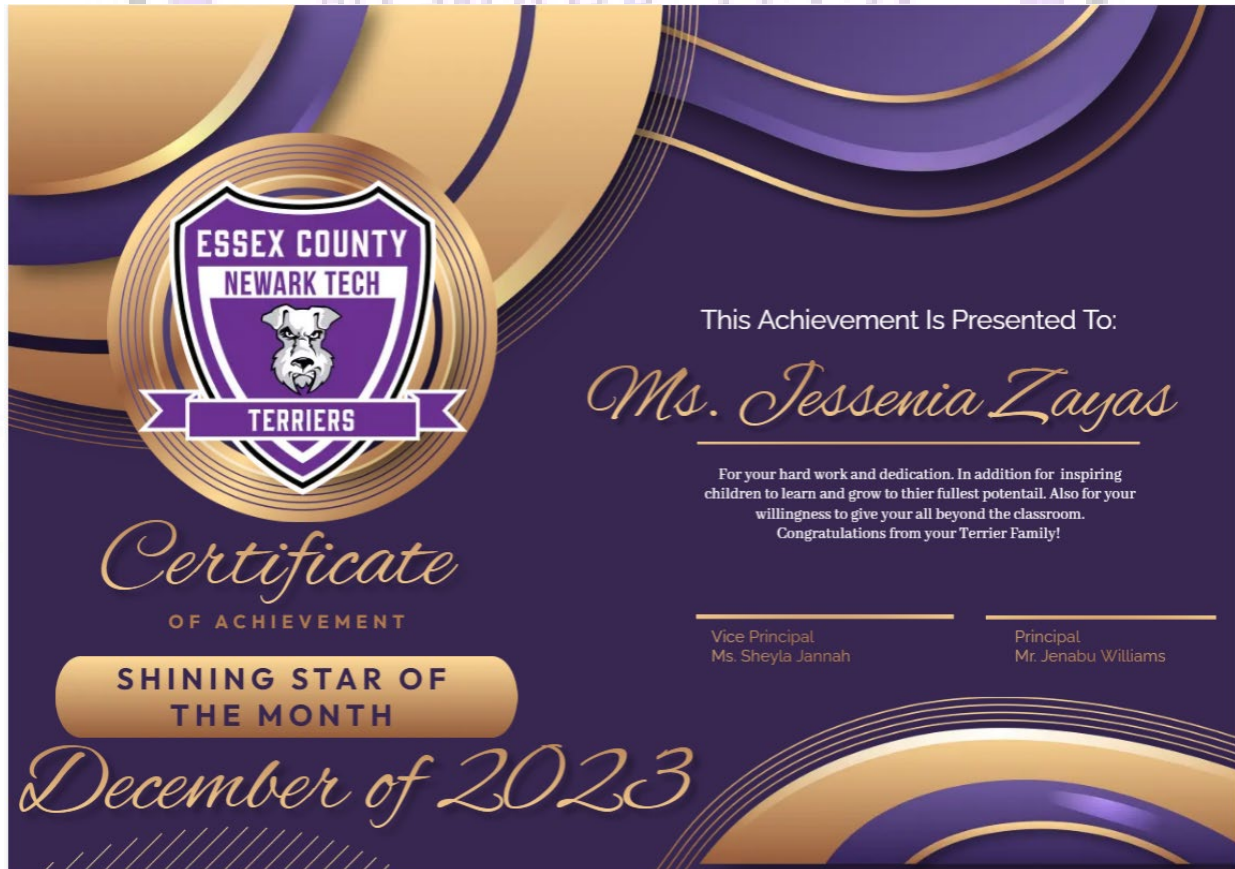 ESSEX COUNTY
NEWARK TECH
TERRIERS
Certificate
OF ACHIEVEMENT
SHINING STAR OF
THE MONTH
December of 2023
This Achievement Is Presented To:
Ms. Jessenia Zayas
For your hard work and dedication. In addition for inspiring
children to learn and grow to thier fullest potentail. Also for your
willingness to give your all beyond the classroom.
Congratulations from your Terrier Family!
Vice Principal
Ms. Sheyla Jannah
Principal
Mr. Jenabu Williams